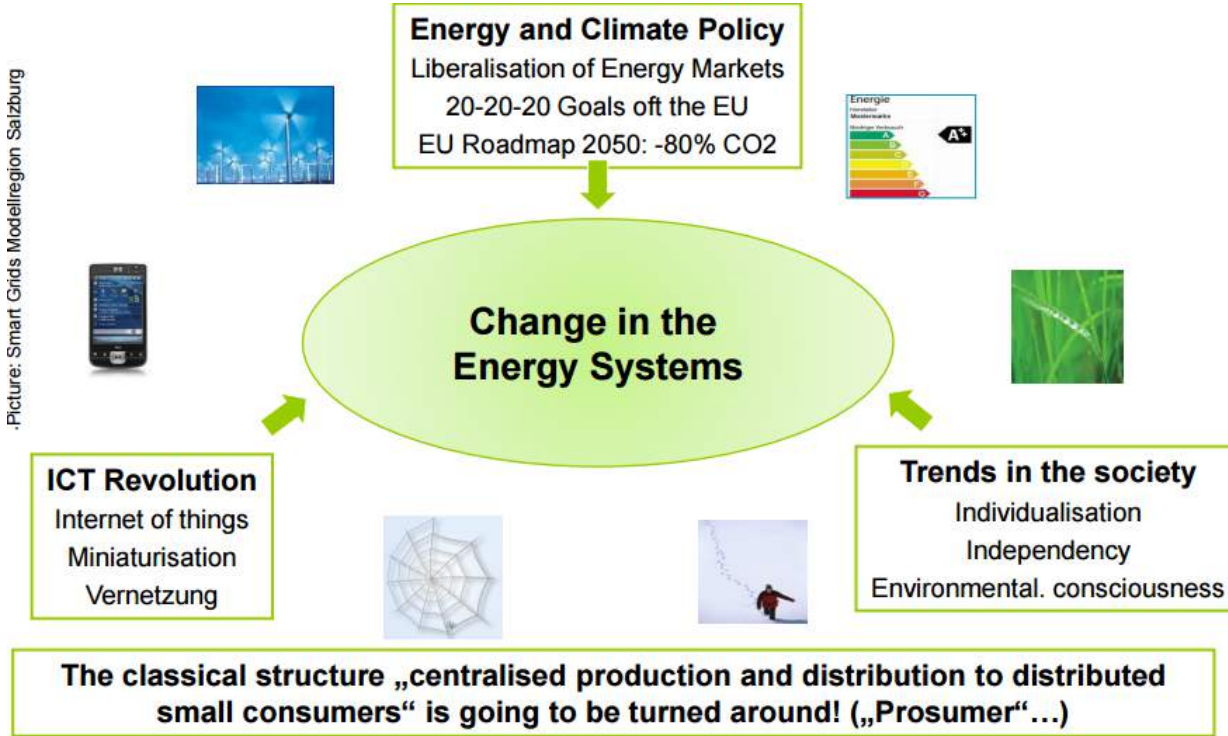 Energy and Climate Policy
Liberalisation of Energy Markets
20-20-20 Goals oft the EU
EU Roadmap 2050: -80% CO2
.Picture: Smart Grids Modellregion Salzburg
Energie
A
B
C
F
G
A++
Change in the
Energy Systems
ICT Revolution
Internet of things
Miniaturisation
Vernetzung
Trends in the society
Individualisation
Independency
Environmental. consciousness
The classical structure „centralised production and distribution to distributed
small consumers“ is going to be turned around! („Prosumer“…)